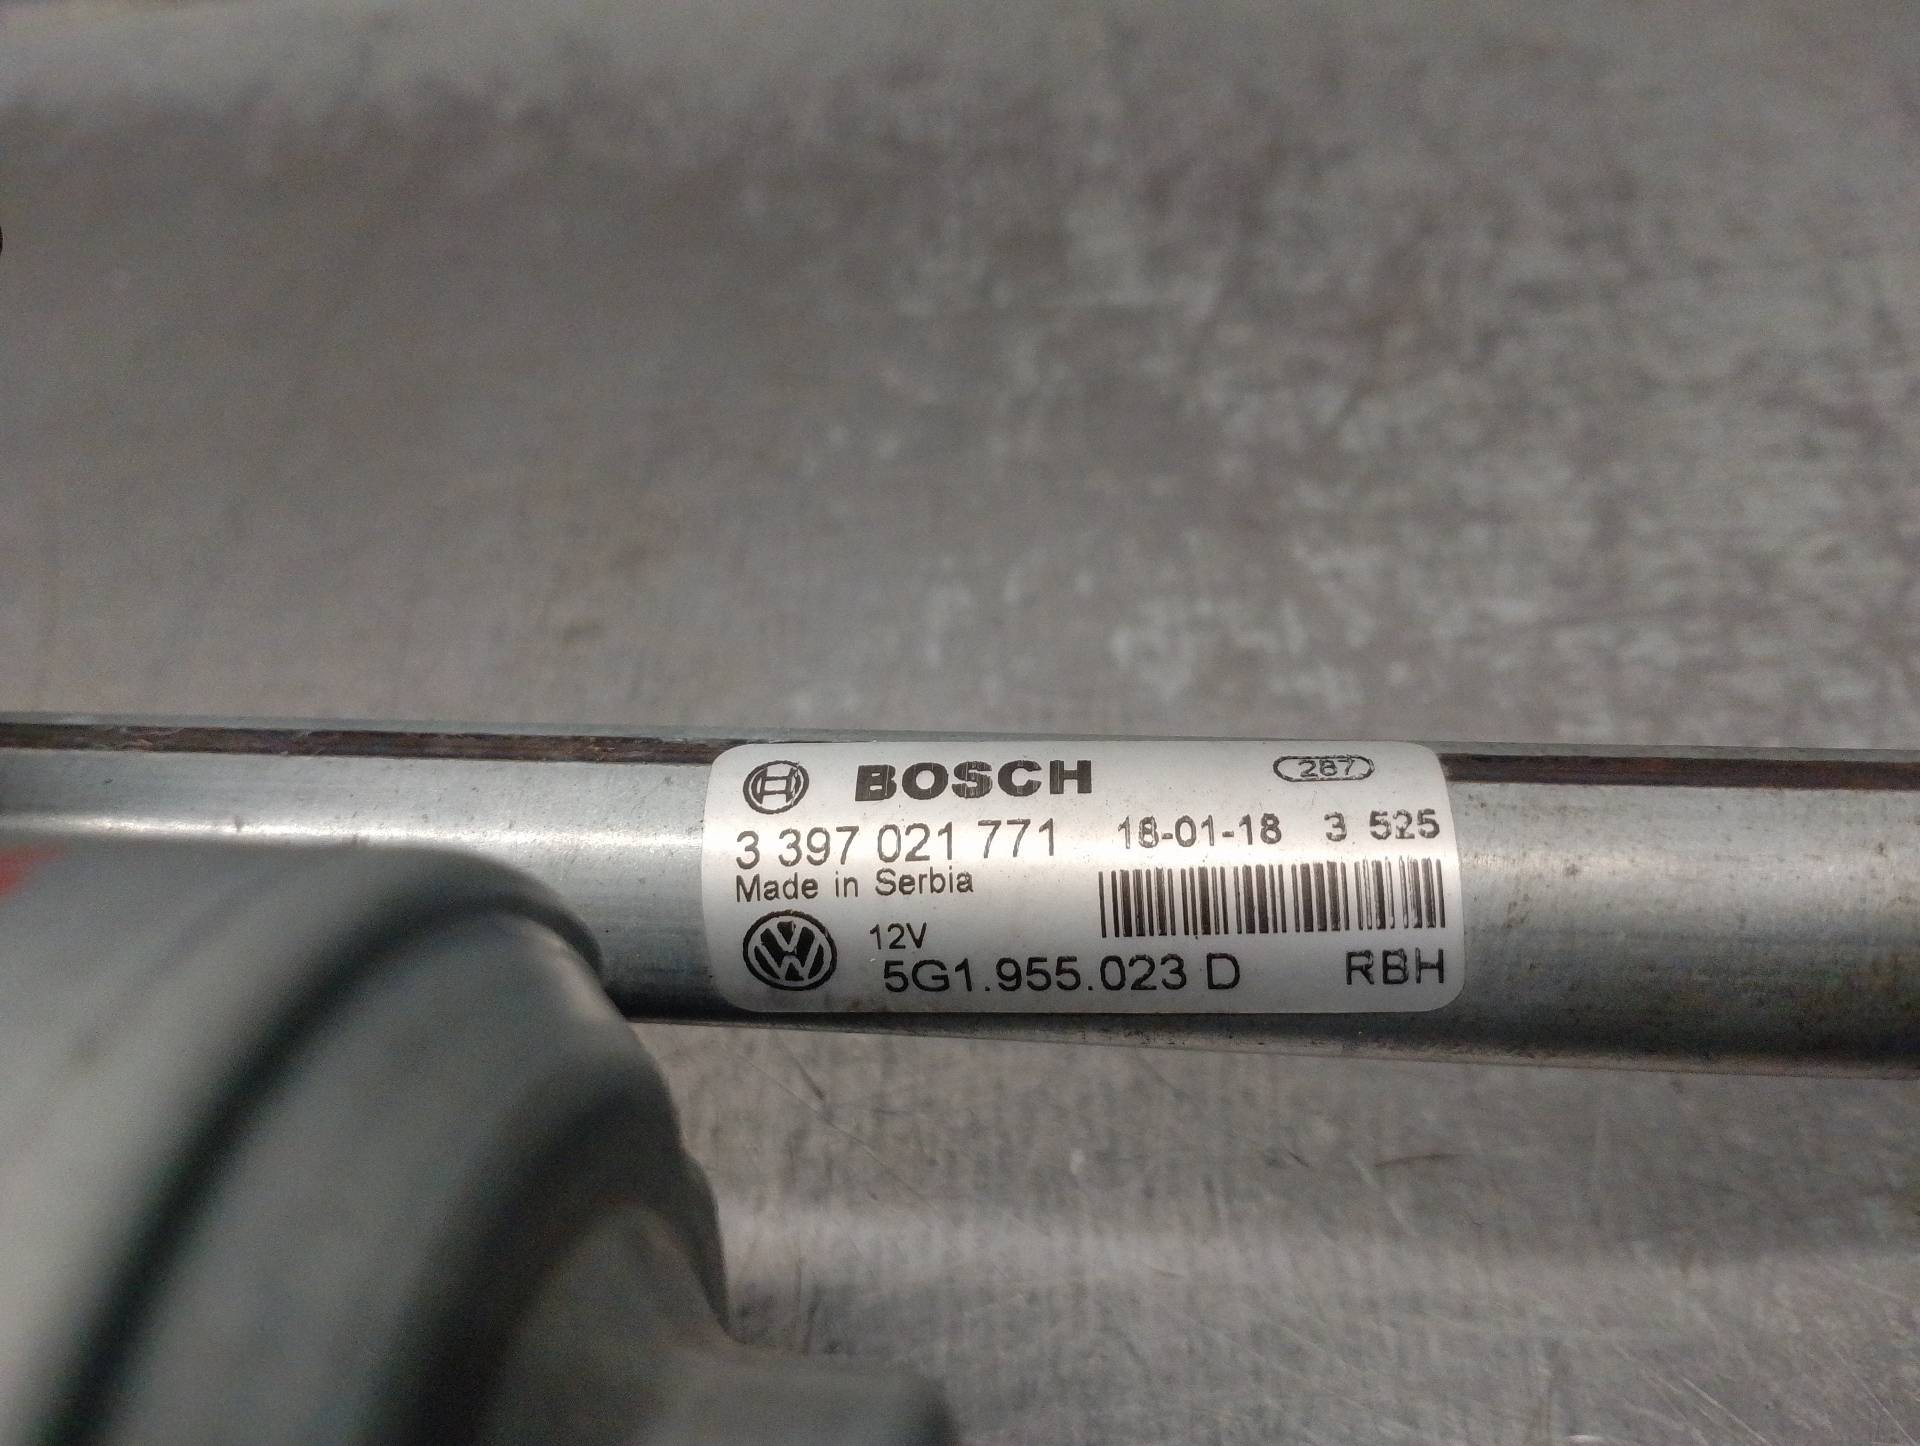 BOSCH 287
3 397 021 771 18-01-18 3 525
Made in Serbia
12V
5G1.955.023 D RBH